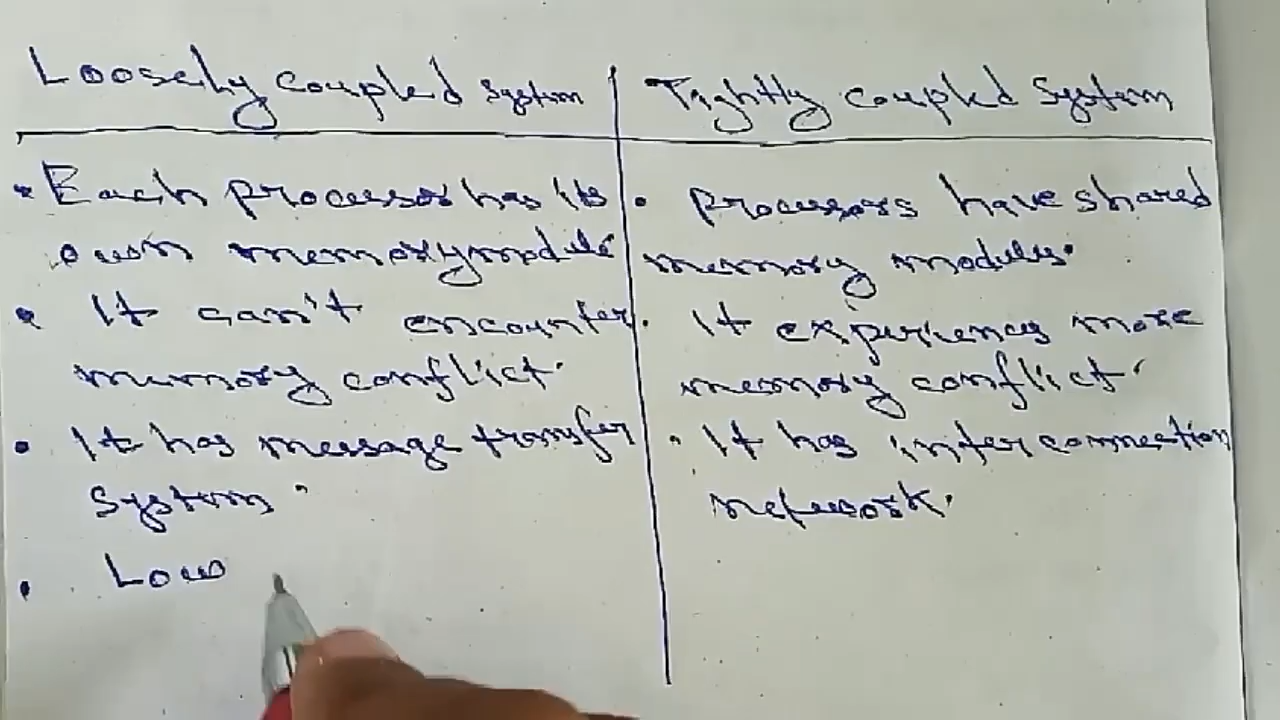 Loosely coupled system
Each processor has its
own memory module
It can't encounter
memory conflict.
It has message transfer
system.
Low
Tightly coupled system
Processors have shared
memory modules.
It experiences more
memory conflict.
It has interconnection
network.